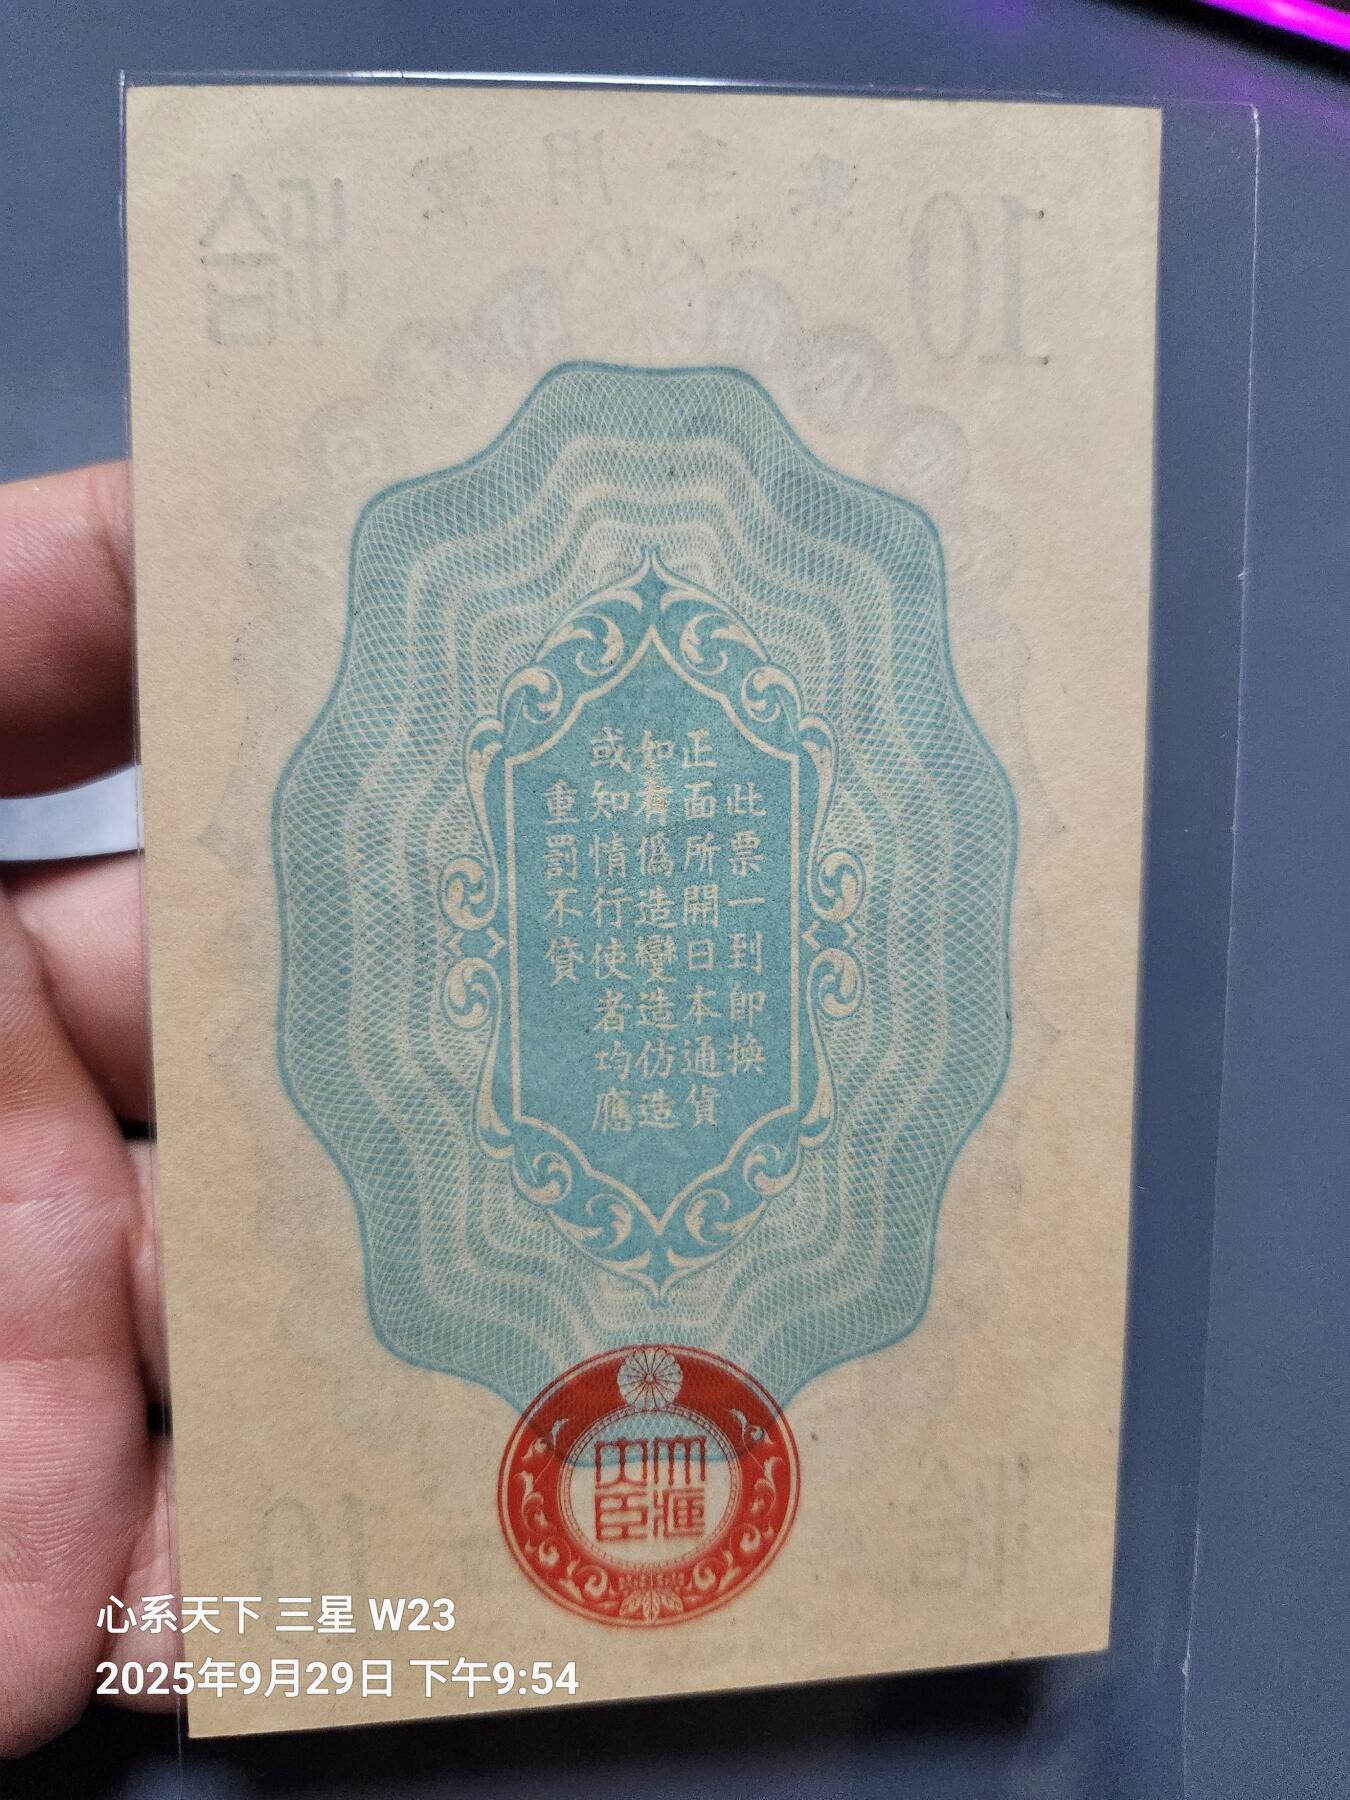 此票一到即換
正面所開日本通貨
如有偽造變造仿造
或知情行使者均應
重罰不貸
大藏
大臣
心系天下 三星 W23
2025年9月29日 下午9:54